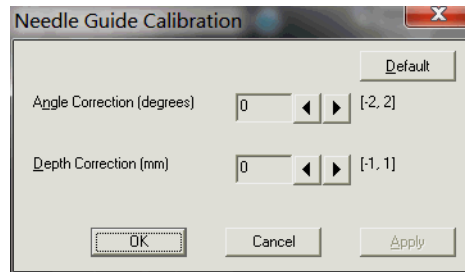 Needle Guide Calibration
Default
Angle Correction (degrees) 0 [-2, 2]
Depth Correction (mm) 0 [-1, 1]
OK Cancel Apply